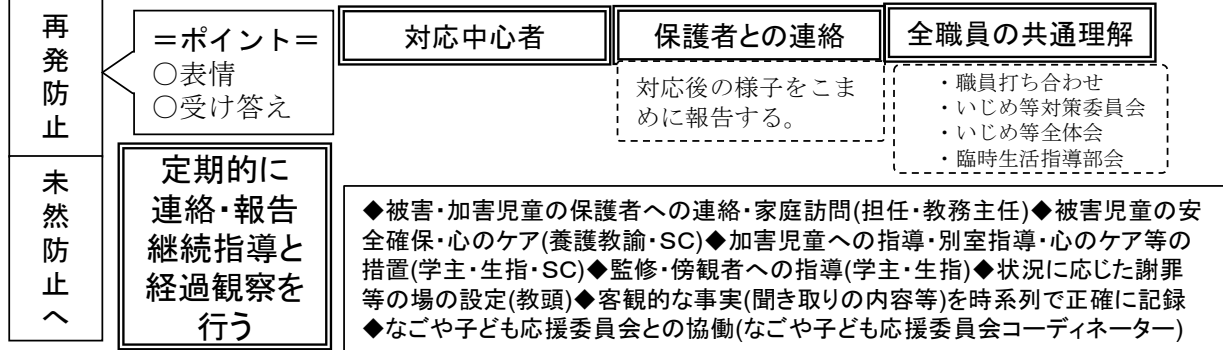 再発防止
＝ポイント＝
○表情
○受け答え
対応中心者
保護者との連絡
対応後の様子をこま
めに報告する。
全職員の共通理解
・職員打ち合わせ
・いじめ等対策委員会
・いじめ等全体会
・臨時生活指導部会
未然防止へ
定期的に
連絡・報告
継続指導と
経過観察を
行う
◆被害・加害児童の保護者への連絡・家庭訪問(担任・教務主任)◆被害児童の安
全確保・心のケア(養護教諭・SC)◆加害児童への指導・別室指導・心のケア等の
措置(学主・生指・SC)◆監修・傍観者への指導(学主・生指)◆状況に応じた謝罪
等の場の設定(教頭)◆客観的な事実(聞き取りの内容等)を時系列で正確に記録
◆なごや子ども応援委員会との協働(なごや子ども応援委員会コーディネーター)